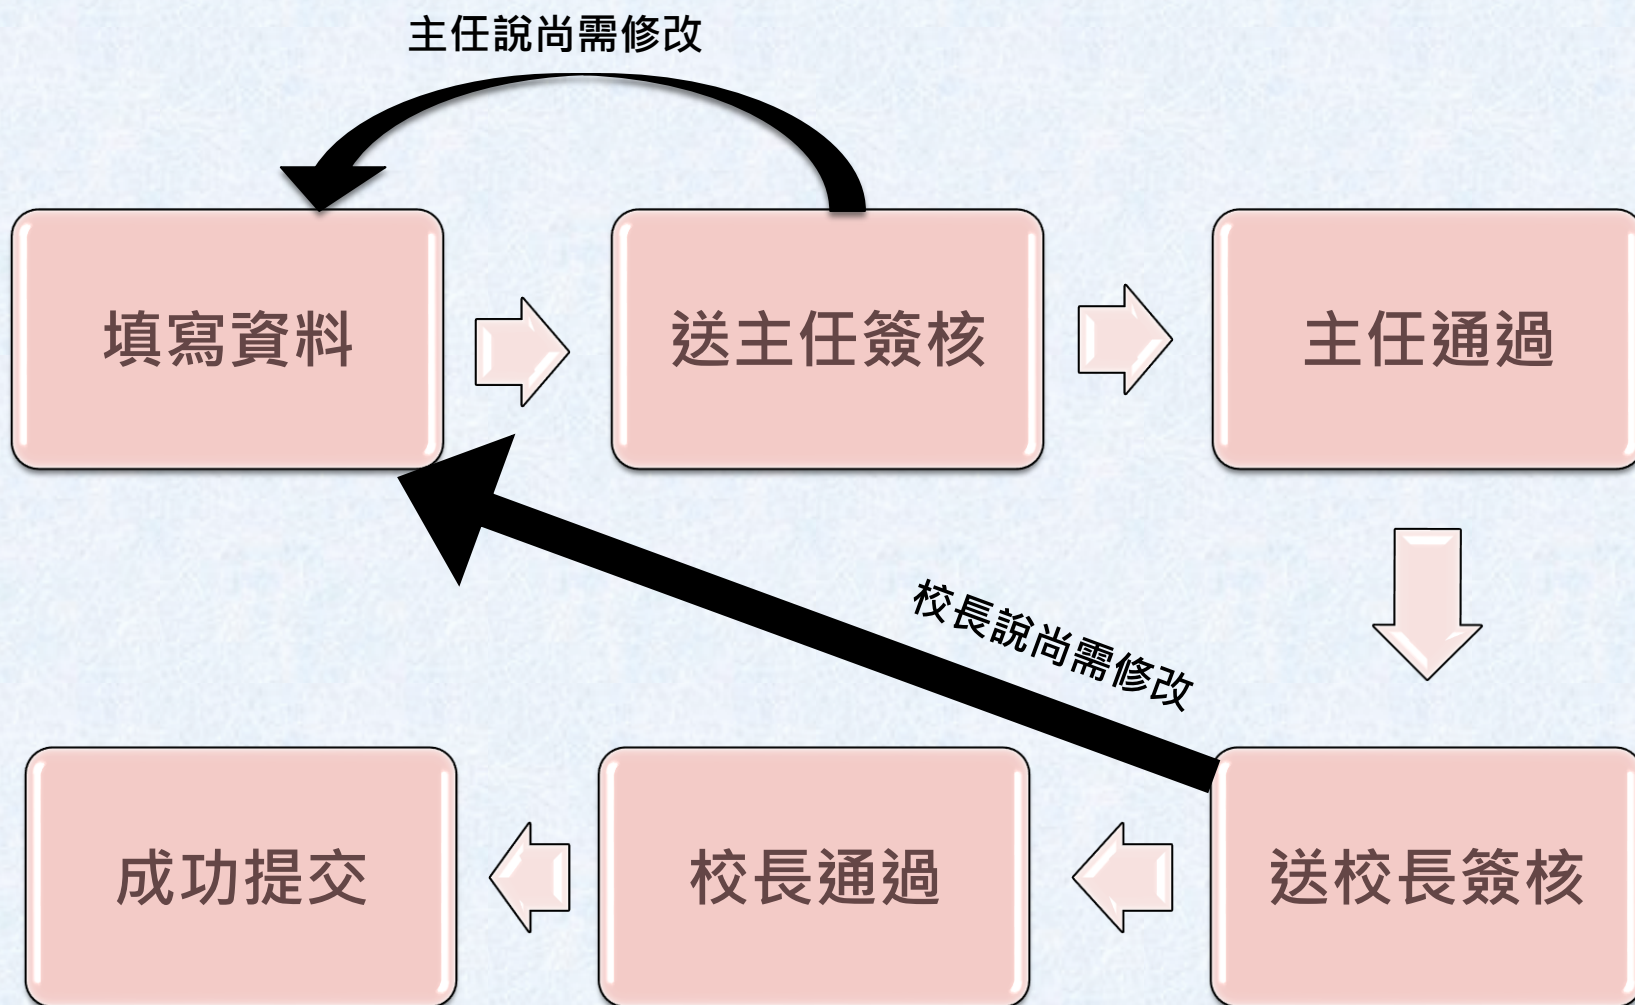 主任說尚需修改
填寫資料
送主任簽核
主任通過
校長說尚需修改
成功提交
校長通過
送校長簽核